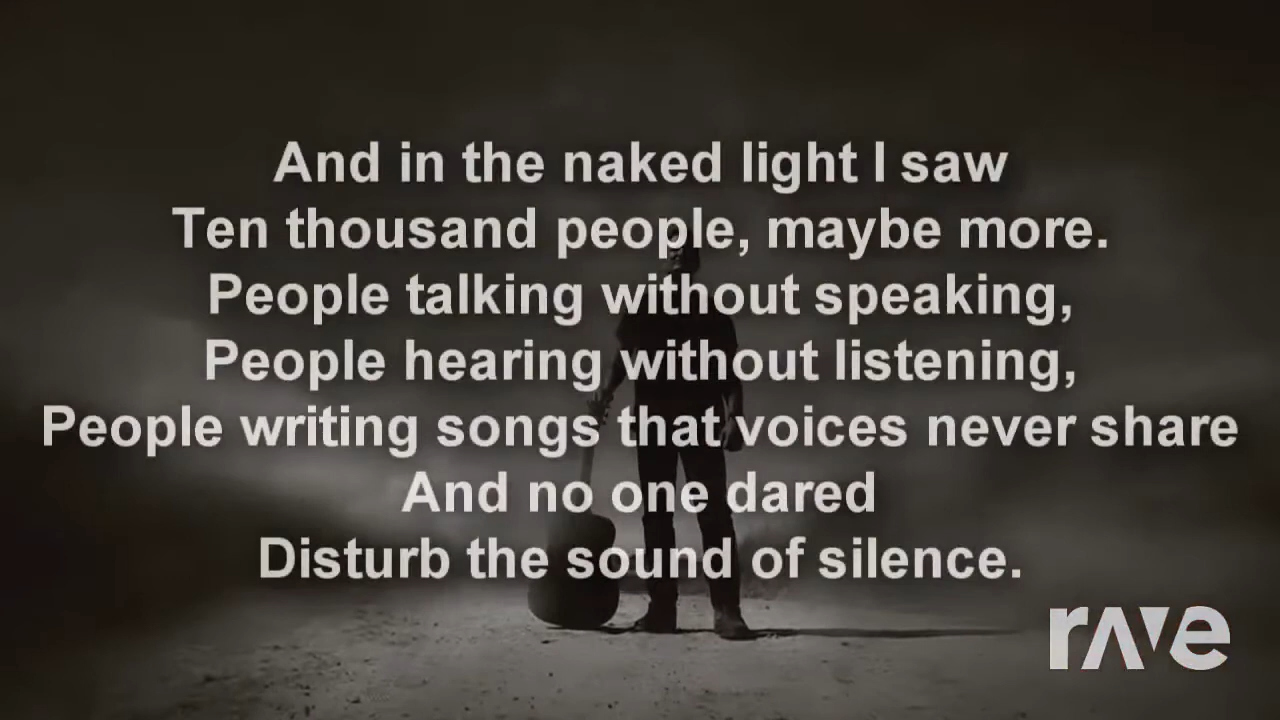 And in the naked light I saw
Ten thousand people, maybe more.
People talking without speaking,
People hearing without listening,
People writing songs that voices never share
And no one dared
Disturb the sound of silence.
rave